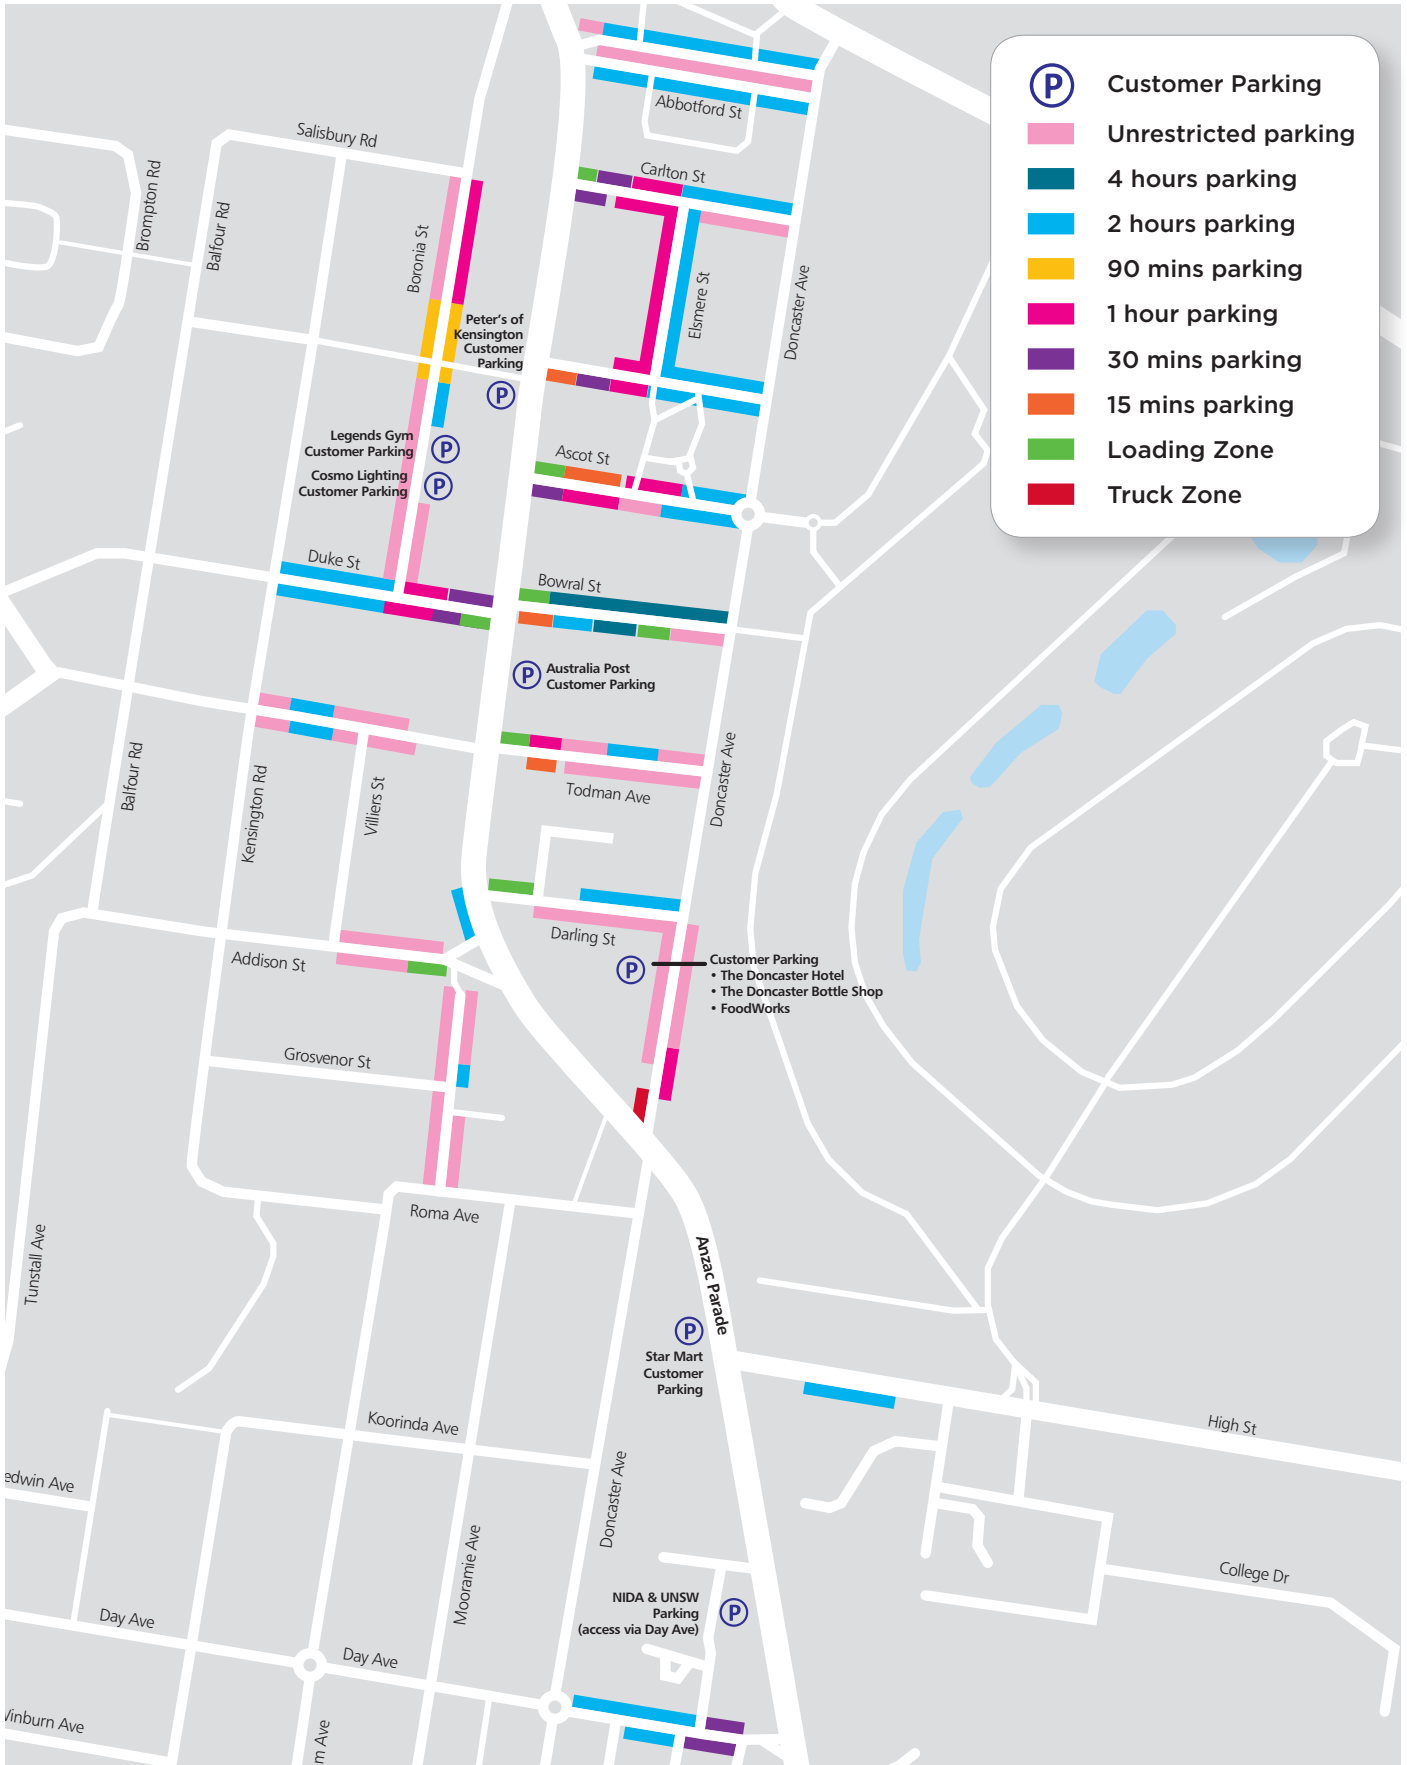 P Customer Parking
Unrestricted parking
4 hours parking
2 hours parking
90 mins parking
1 hour parking
30 mins parking
15 mins parking
Loading Zone
Truck Zone
Abbotford St
Salisbury Rd
Carlton St
Brompton Rd
Balfour Rd
Boronia St
Elsmere St
Doncaster Ave
Peter's of
Kensington
Customer
Parking
P
Legends Gym
Customer Parking
P
Cosmo Lighting
Customer Parking
P
Ascot St
Duke St
Bowral St
P
Australia Post
Customer Parking
Balfour Rd
Kensington Rd
Villiers St
Todman Ave
Doncaster Ave
Darling St
Addison St
P
Customer Parking
• The Doncaster Hotel
• The Doncaster Bottle Shop
• FoodWorks
Grosvenor St
Roma Ave
Tunstall Ave
Anzac Parade
P
Star Mart
Customer
Parking
Koorinda Ave
High St
edwin Ave
Doncaster Ave
Mooramie Ave
College Dr
NIDA & UNSW
Parking
(access via Day Ave)
P
Day Ave
Day Ave
Vinburn Ave
m Ave